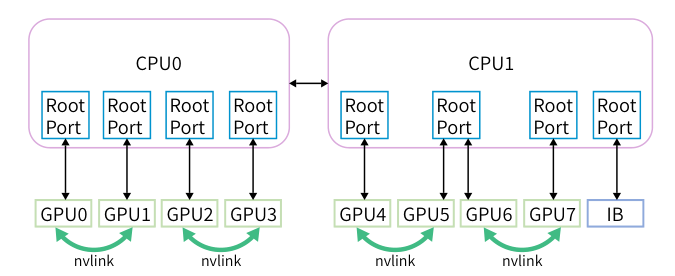 CPU0
CPU1
Root Port
Root Port
Root Port
Root Port
Root Port
Root Port
Root Port
Root Port
GPU0
GPU1
GPU2
GPU3
GPU4
GPU5
GPU6
GPU7
IB
nvlink
nvlink
nvlink
nvlink